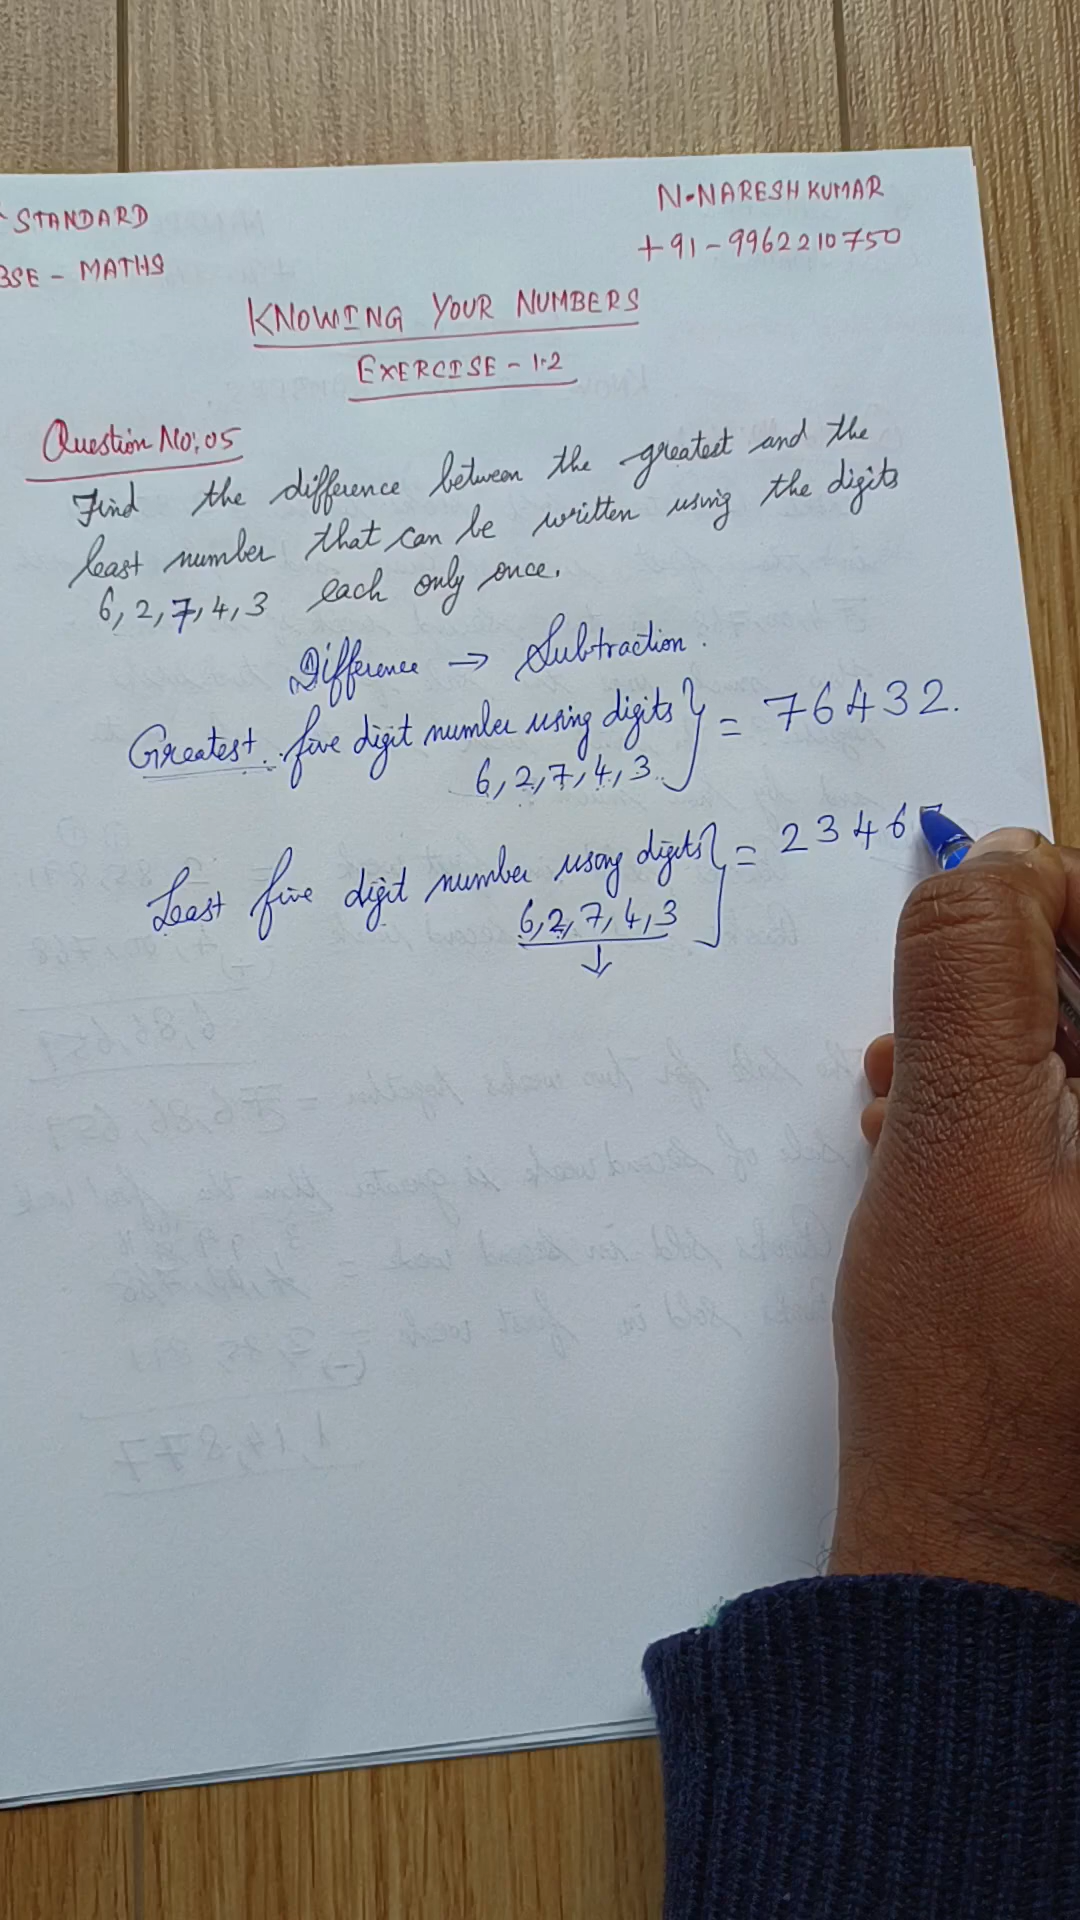 STANDARD
BSE - MATHS
N. NARESH KUMAR
+91-9962210750
KNOWING YOUR NUMBERS
EXERCISE - 1.2
Question No: 05
Find the difference between the greatest and the
least number that can be written using the digits
6, 2, 7, 4, 3 each only once.
Difference → Subtraction.
Greatest five digit number using digits } = 76432.
6, 2, 7, 4, 3
Least five digit number using digits } = 2346
6, 2, 7, 4, 3
↓